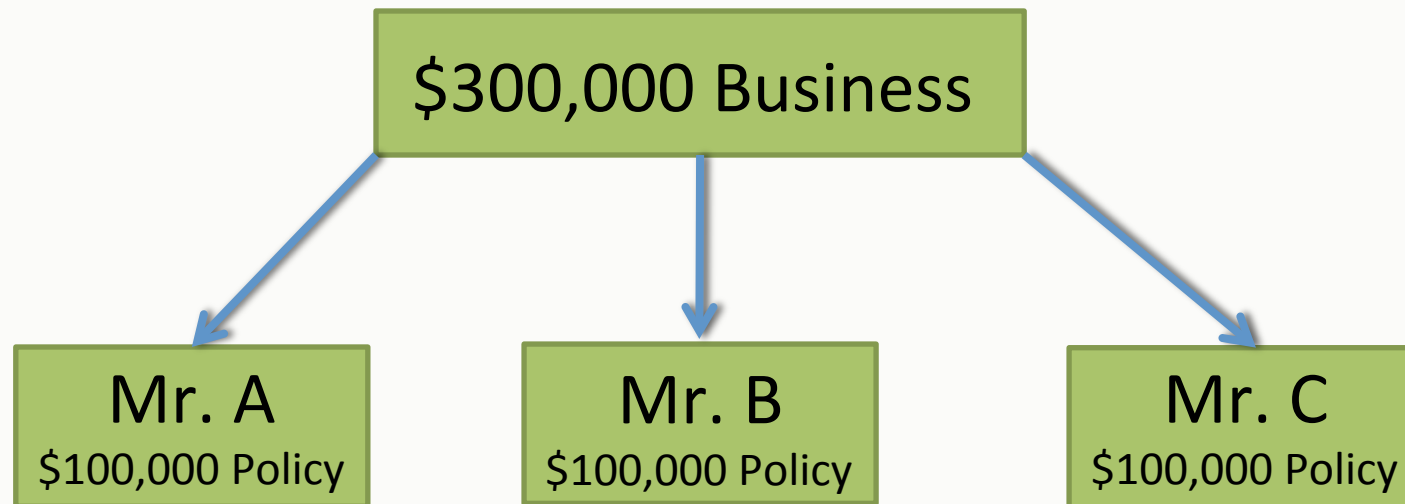 $300,000 Business
Mr. A
$100,000 Policy
Mr. B
$100,000 Policy
Mr. C
$100,000 Policy